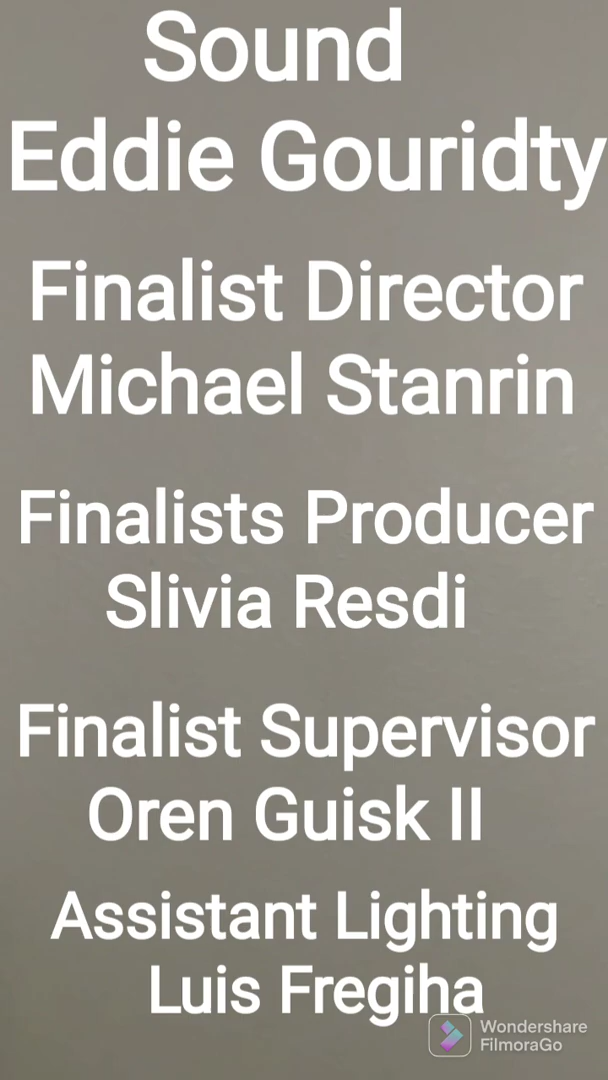 Sound
Eddie Gouridty
Finalist Director
Michael Stanrin
Finalists Producer
Slivia Resdi
Finalist Supervisor
Oren Guisk II
Assistant Lighting
Luis Fregiha
Wondershare
FilmoraGo